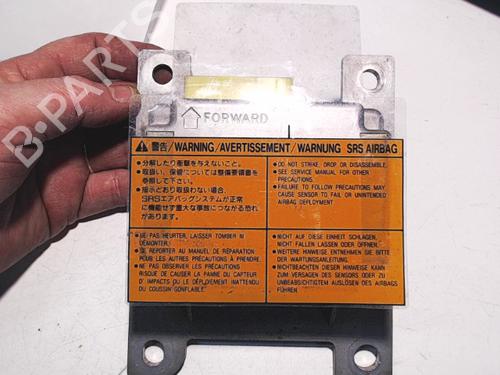 B-PARTS
FORWARD
警告/WARNING/AVERTISSEMENT/WARNUNG SRS AIRBAG
●分解したり衝撃を与えないこと。
●取扱い、保管については整備要領書を
参照して下さい。
●指示どおり取扱わない場合、
SRSエアバッグシステムが正常
に機能せず重大な事故につながる恐れ
があります。
●DO NOT STRIKE, DROP OR DISASSEMBLE.
●SEE SERVICE MANUAL FOR OTHER
PRECAUTIONS.
●FAILURE TO FOLLOW PRECAUTIONS MAY
CAUSE SENSOR TO FAIL OR UNINTENDED
AIRBAG DEPLOYMENT
●NE PAS HEURTER, LAISSER TOMBER NI
DÉMONTER.
●SE REPORTER AU MANUEL DE RÉPARATION
POUR LES AUTRES PRÉCAUTIONS À PRENDRE.
●NE PAS OBSERVER LES PRÉCAUTIONS
RISQUE DE CAUSER LA PANNE DU CAPTEUR
D'IMPACTS OU LE DÉPLOIEMENT INATTENDU
DU COUSSIN GONFLABLE.
●NICHT AUF DIESE EINHEIT SCHLAGEN,
NICHT FALLEN LASSEN ODER ÖFFNEN.
●WEITERE HINWEISE ENTNEHMEN SIE BITTE
DER WARTUNGSANLEITUNG.
●NICHTBEACHTEN DIESER HINWEISE KANN
ZUM VERSAGEN DES SENSORS ODER ZU
UNBEABSICHTIGTEM AUSLÖSEN DES AIRBAGS
FÜHREN